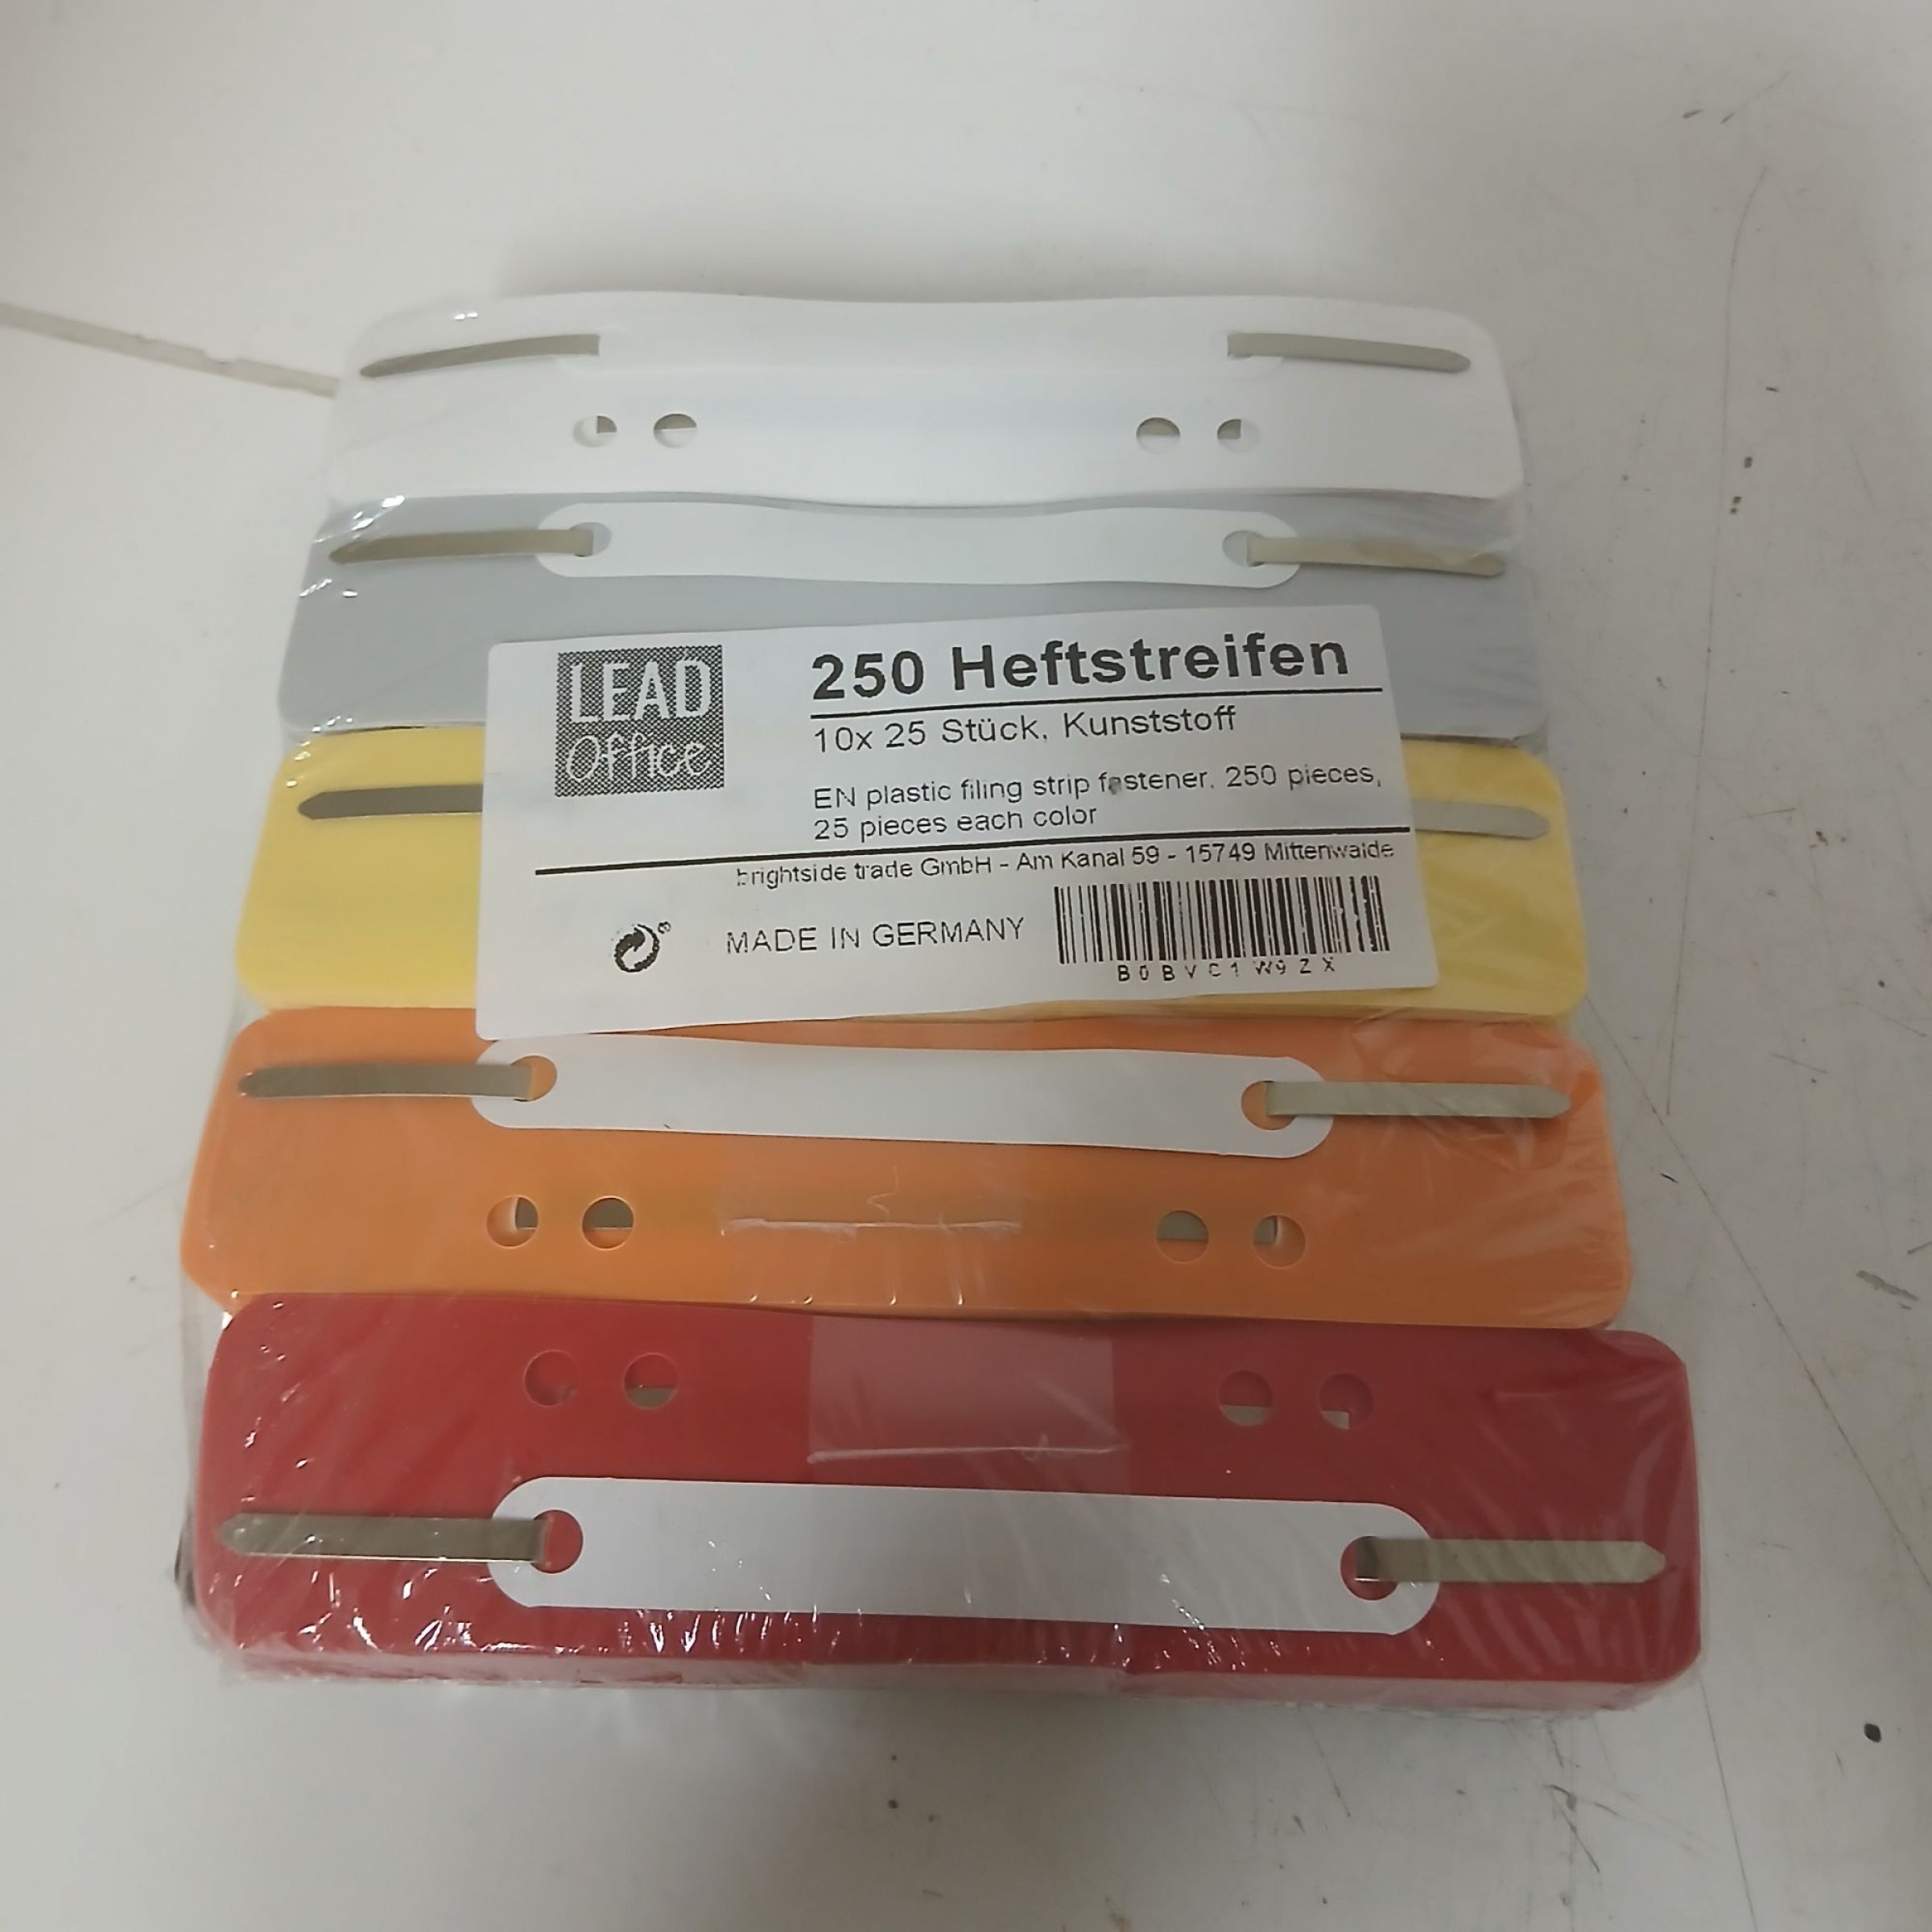 LEAD
Office
250 Heftstreifen
10x 25 Stück, Kunststoff
EN plastic filing strip fastener, 250 pieces,
25 pieces each color
brightside trade GmbH - Am Kanal 59 - 15749 Mittenwalde
MADE IN GERMANY
B0BVC1W9ZX